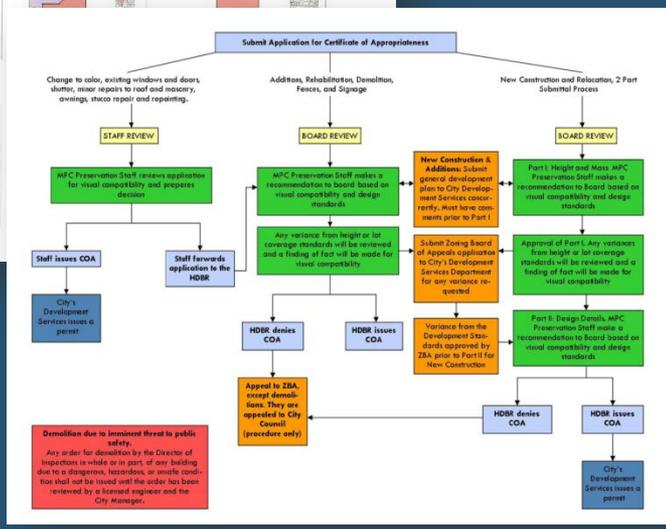 Submit Application for Certificate of Appropriateness
Change to color, existing windows and doors,
shutter, minor repairs to roof and masonry,
awnings, stucco repair and repainting.
Additions, Rehabilitation, Demolition,
Fences, and Signage
New Construction and Relocation, 2 Part
Submittal Process
STAFF REVIEW
BOARD REVIEW
BOARD REVIEW
MPC Preservation Staff reviews application
for visual compatibility and prepares
decision
MPC Preservation Staff makes a
recommendation to board based on
visual compatibility and design
standards
New Construction &
Additions: Submit
general development
plan to City Develop-
ment Services concur-
rently. Must have com-
ments prior to Part I
Part I: Height and Mass. MPC
Preservation Staff makes a
recommendation to Board based on
visual compatibility and design
standards
Staff issues COA
Staff forwards
application to the
HDBR
Any variance from height or lot
coverage standards will be reviewed
and a finding of fact will be made for
visual compatibility
Submit Zoning Board
of Appeals application
to City's Development
Services Department
for any variance re-
quested
Approval of Part I. Any variances
from height or lot coverage
standards will be reviewed and a
finding of fact will be made for
visual compatibility
City's
Development
Services issues a
permit
HDBR denies
COA
HDBR issues
COA
Variance from the
Development Stan-
dards approved by
ZBA prior to Part II for
New Construction
Part II: Design Details. MPC
Preservation Staff make a
recommendation to Board based on
visual compatibility and design
standards
Appeal to ZBA,
except demoli-
tions. They are
appealed to City
Council
(procedure only)
HDBR denies
COA
HDBR issues
COA
Demolition due to imminent threat to public
safety.
Any order for demolition by the Director of
Inspections in whole or in part, of any building
due to a dangerous, hazardous, or unsafe condi-
tion shall not be issued until the order has been
reviewed by a licensed engineer and the
City Manager.
City's
Development
Services issues a
permit